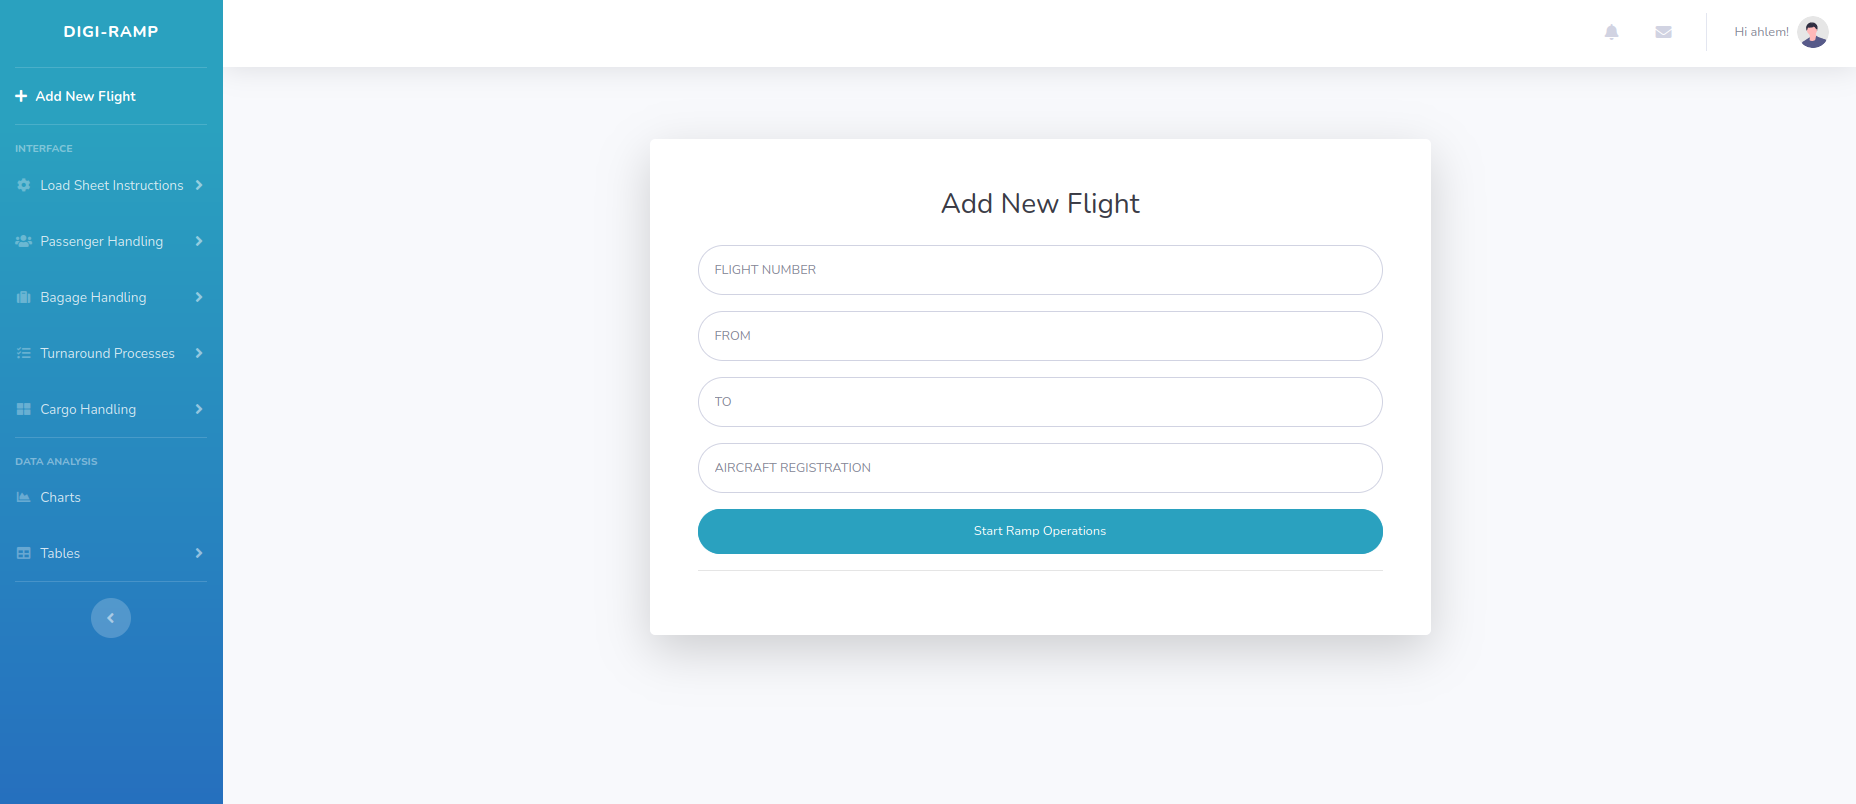 DIGI-RAMP
Hi ahlem!
Add New Flight
INTERFACE
Load Sheet Instructions
Passenger Handling
Bagage Handling
Turnaround Processes
Cargo Handling
DATA ANALYSIS
Charts
Tables
Add New Flight
FLIGHT NUMBER
FROM
TO
AIRCRAFT REGISTRATION
Start Ramp Operations